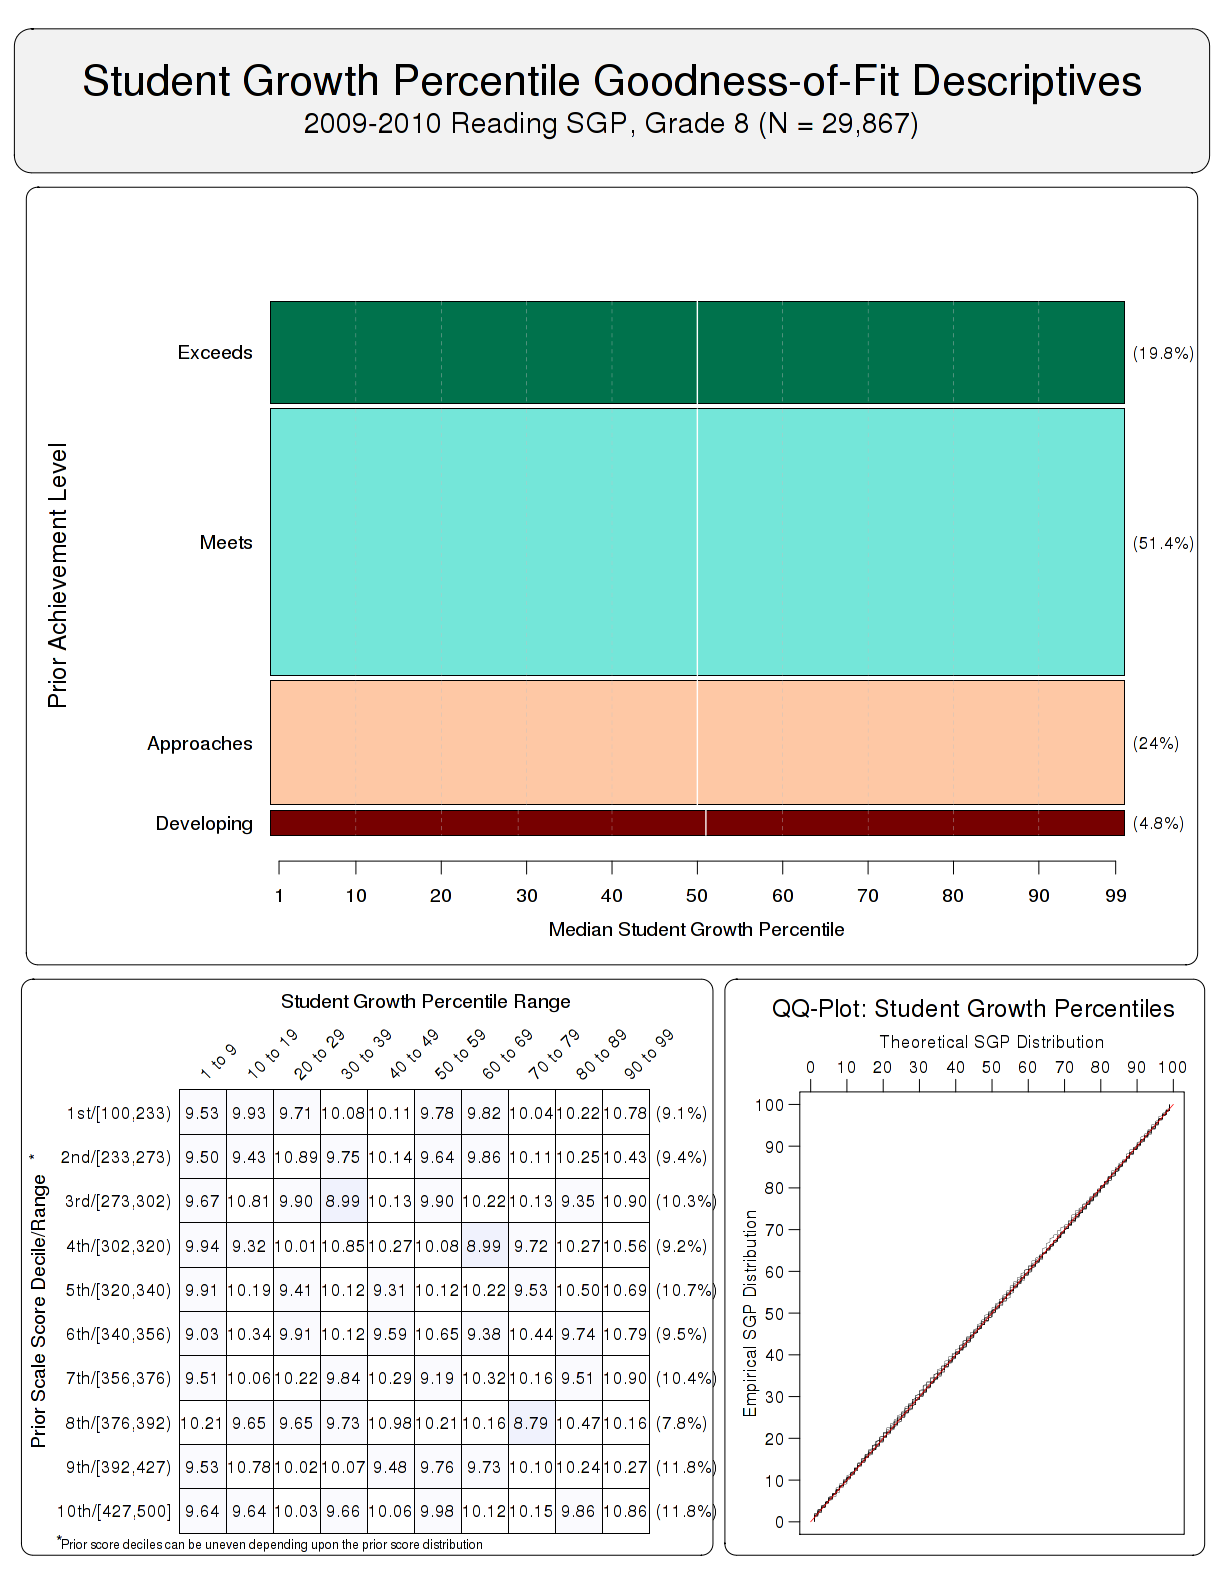 Student Growth Percentile Goodness-of-Fit Descriptives
2009-2010 Reading SGP, Grade 8 (N = 29,867)
Prior Achievement Level
Exceeds (19.8%)
Meets (51.4%)
Approaches (24%)
Developing (4.8%)
1 10 20 30 40 50 60 70 80 90 99
Median Student Growth Percentile
Student Growth Percentile Range
1 to 9 10 to 19 20 to 29 30 to 39 40 to 49 50 to 59 60 to 69 70 to 79 80 to 89 90 to 99
Prior Scale Score Decile/Range *
1st/[100,233) 9.53 9.93 9.71 10.08 10.11 9.78 9.82 10.04 10.22 10.78 (9.1%)
2nd/[233,273) 9.50 9.43 10.89 9.75 10.14 9.64 9.86 10.11 10.25 10.43 (9.4%)
3rd/[273,302) 9.67 10.81 9.90 8.99 10.13 9.90 10.22 10.13 9.35 10.90 (10.3%)
4th/[302,320) 9.94 9.32 10.01 10.85 10.27 10.08 8.99 9.72 10.27 10.56 (9.2%)
5th/[320,340) 9.91 10.19 9.41 10.12 9.31 10.12 10.22 9.53 10.50 10.69 (10.7%)
6th/[340,356) 9.03 10.34 9.91 10.12 9.59 10.65 9.38 10.44 9.74 10.79 (9.5%)
7th/[356,376) 9.51 10.06 10.22 9.84 10.29 9.19 10.32 10.16 9.51 10.90 (10.4%)
8th/[376,392) 10.21 9.65 9.65 9.73 10.98 10.21 10.16 8.79 10.47 10.16 (7.8%)
9th/[392,427) 9.53 10.78 10.02 10.07 9.48 9.76 9.73 10.10 10.24 10.27 (11.8%)
10th/[427,500] 9.64 9.64 10.03 9.66 10.06 9.98 10.12 10.15 9.86 10.86 (11.8%)
*Prior score deciles can be uneven depending upon the prior score distribution
QQ-Plot: Student Growth Percentiles
Theoretical SGP Distribution
0 10 20 30 40 50 60 70 80 90 100
Empirical SGP Distribution
100
90
80
70
60
50
40
30
20
10
0